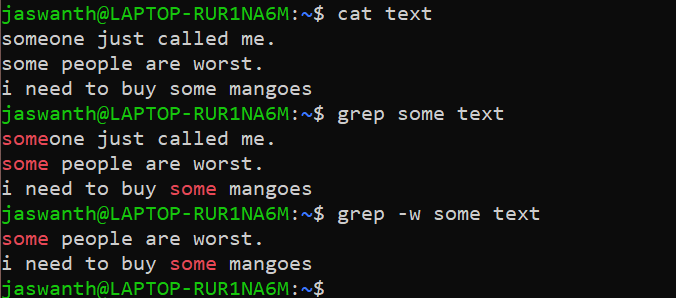 jaswanth@LAPTOP-RUR1NA6M:~$ cat text
someone just called me.
some people are worst.
i need to buy some mangoes
jaswanth@LAPTOP-RUR1NA6M:~$ grep some text
someone just called me.
some people are worst.
i need to buy some mangoes
jaswanth@LAPTOP-RUR1NA6M:~$ grep -w some text
some people are worst.
i need to buy some mangoes
jaswanth@LAPTOP-RUR1NA6M:~$